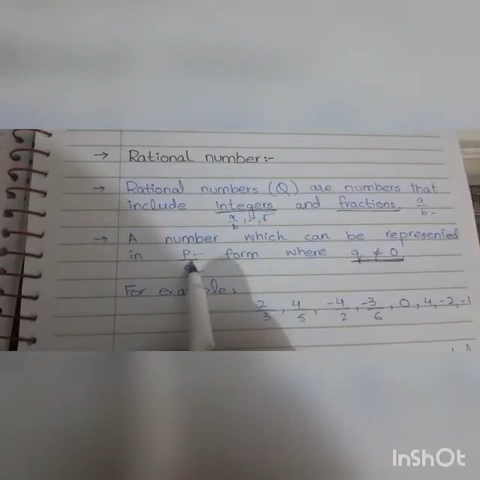 → Rational number:-
→ Rational numbers (Q) are numbers that
include integers and fractions a/b.
→ A number which can be represented
in P form where q ≠ 0
For example:
2/3, 4/5, -4/2, -3/6, 0, 4, -2, -1
InShOt